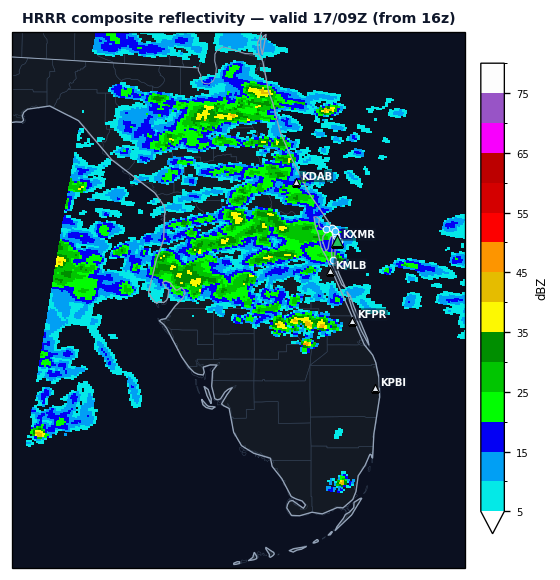 HRRR composite reflectivity — valid 17/09Z (from 16z)
KDAB
KXMR
KMLB
KFPR
KPBI
75
65
55
45
35
25
15
5
dBZ